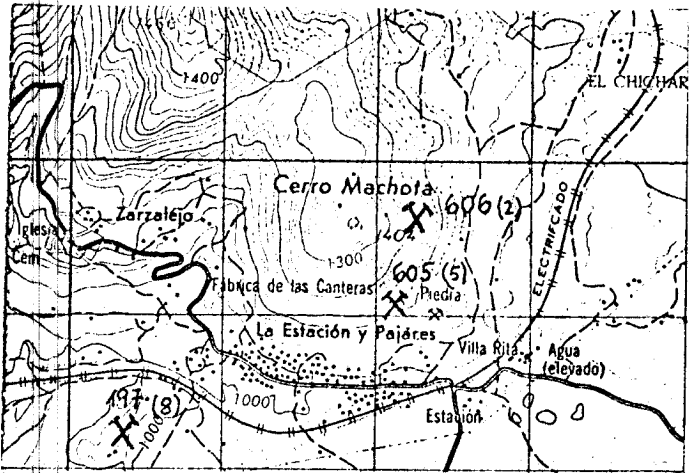 1400
EL CHICHAR
Cerro Machota
606 (2)
Zarzalejo
Iglesia
Cem
1404
1300
ELECTRIFICADO
605 (5)
Fábrica de las Canteras
Piedra
La Estación y Pajares
Villa Rita
Agua
(elevado)
197 (8)
1000
1000
Estación